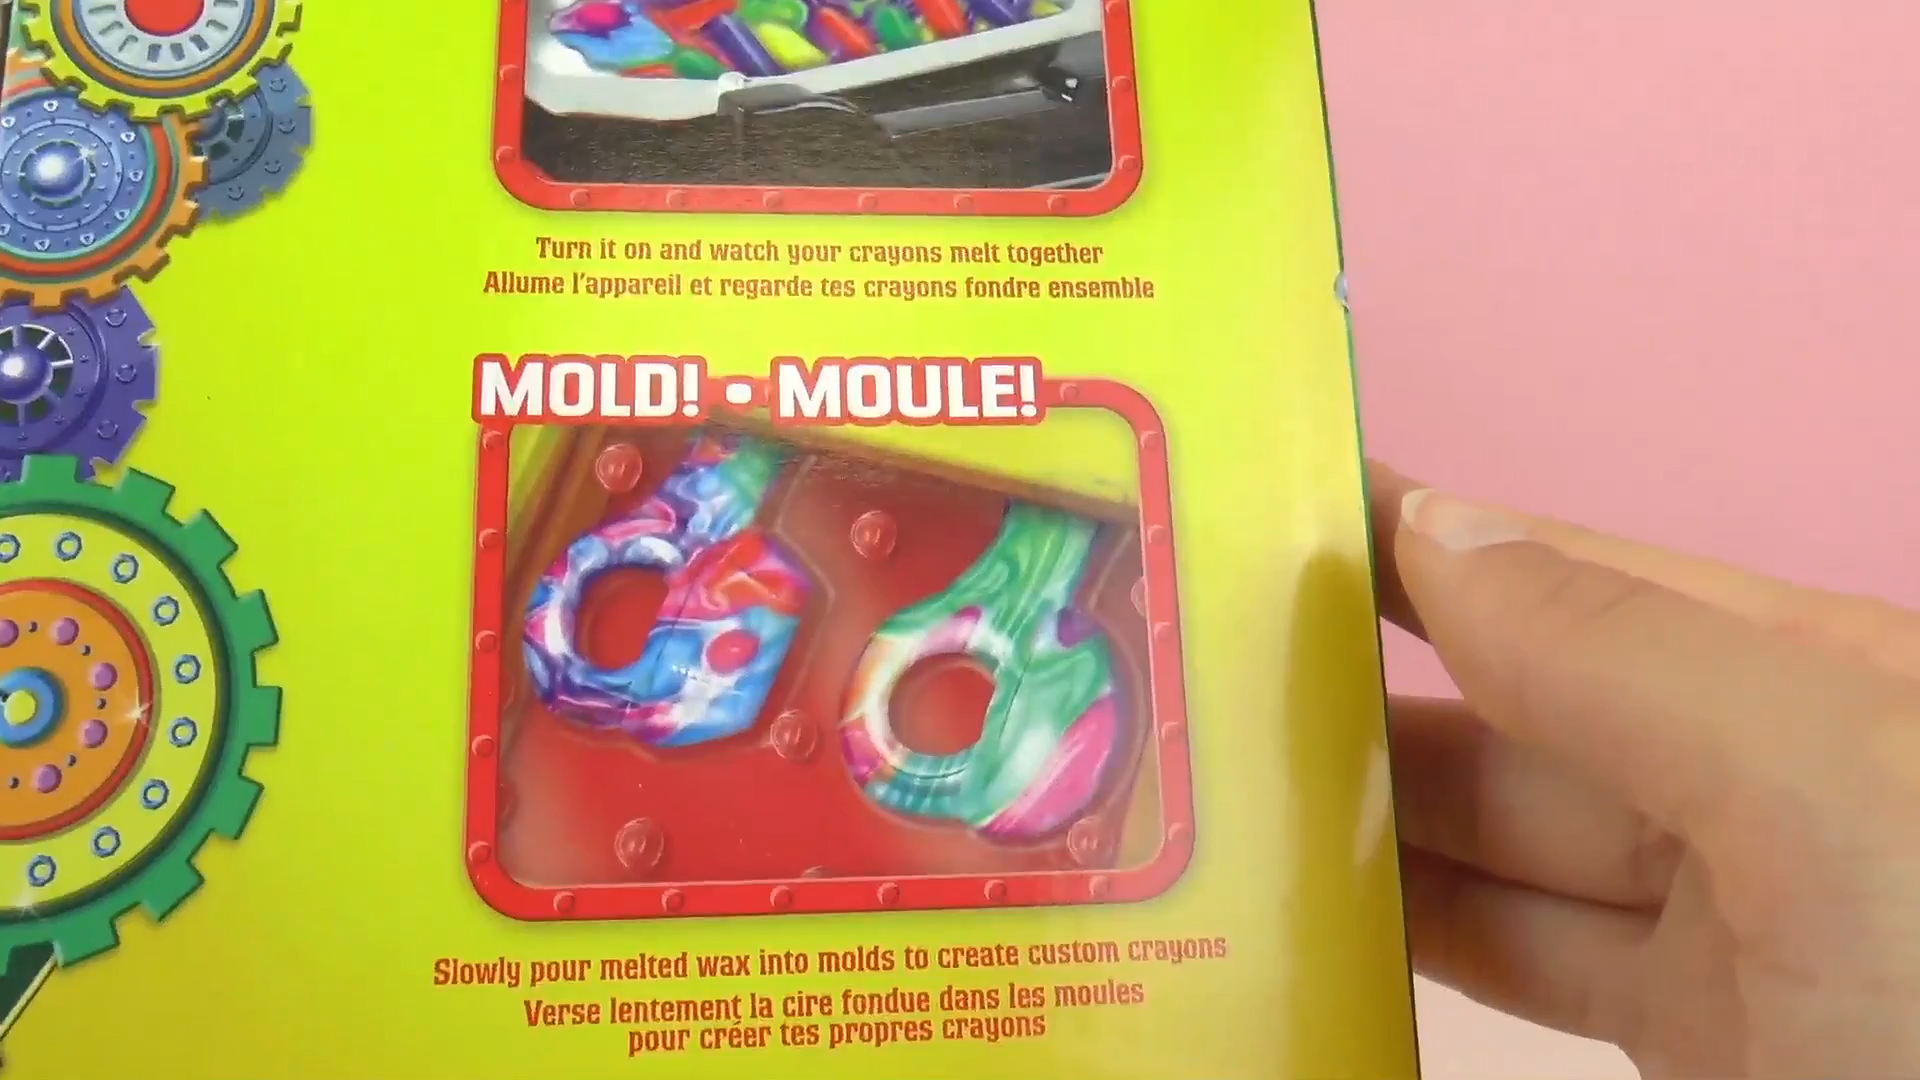 Turn it on and watch your crayons melt together
Allume l'appareil et regarde tes crayons fondre ensemble
MOLD! • MOULE!
Slowly pour melted wax into molds to create custom crayons
Verse lentement la cire fondue dans les moules
pour créer tes propres crayons